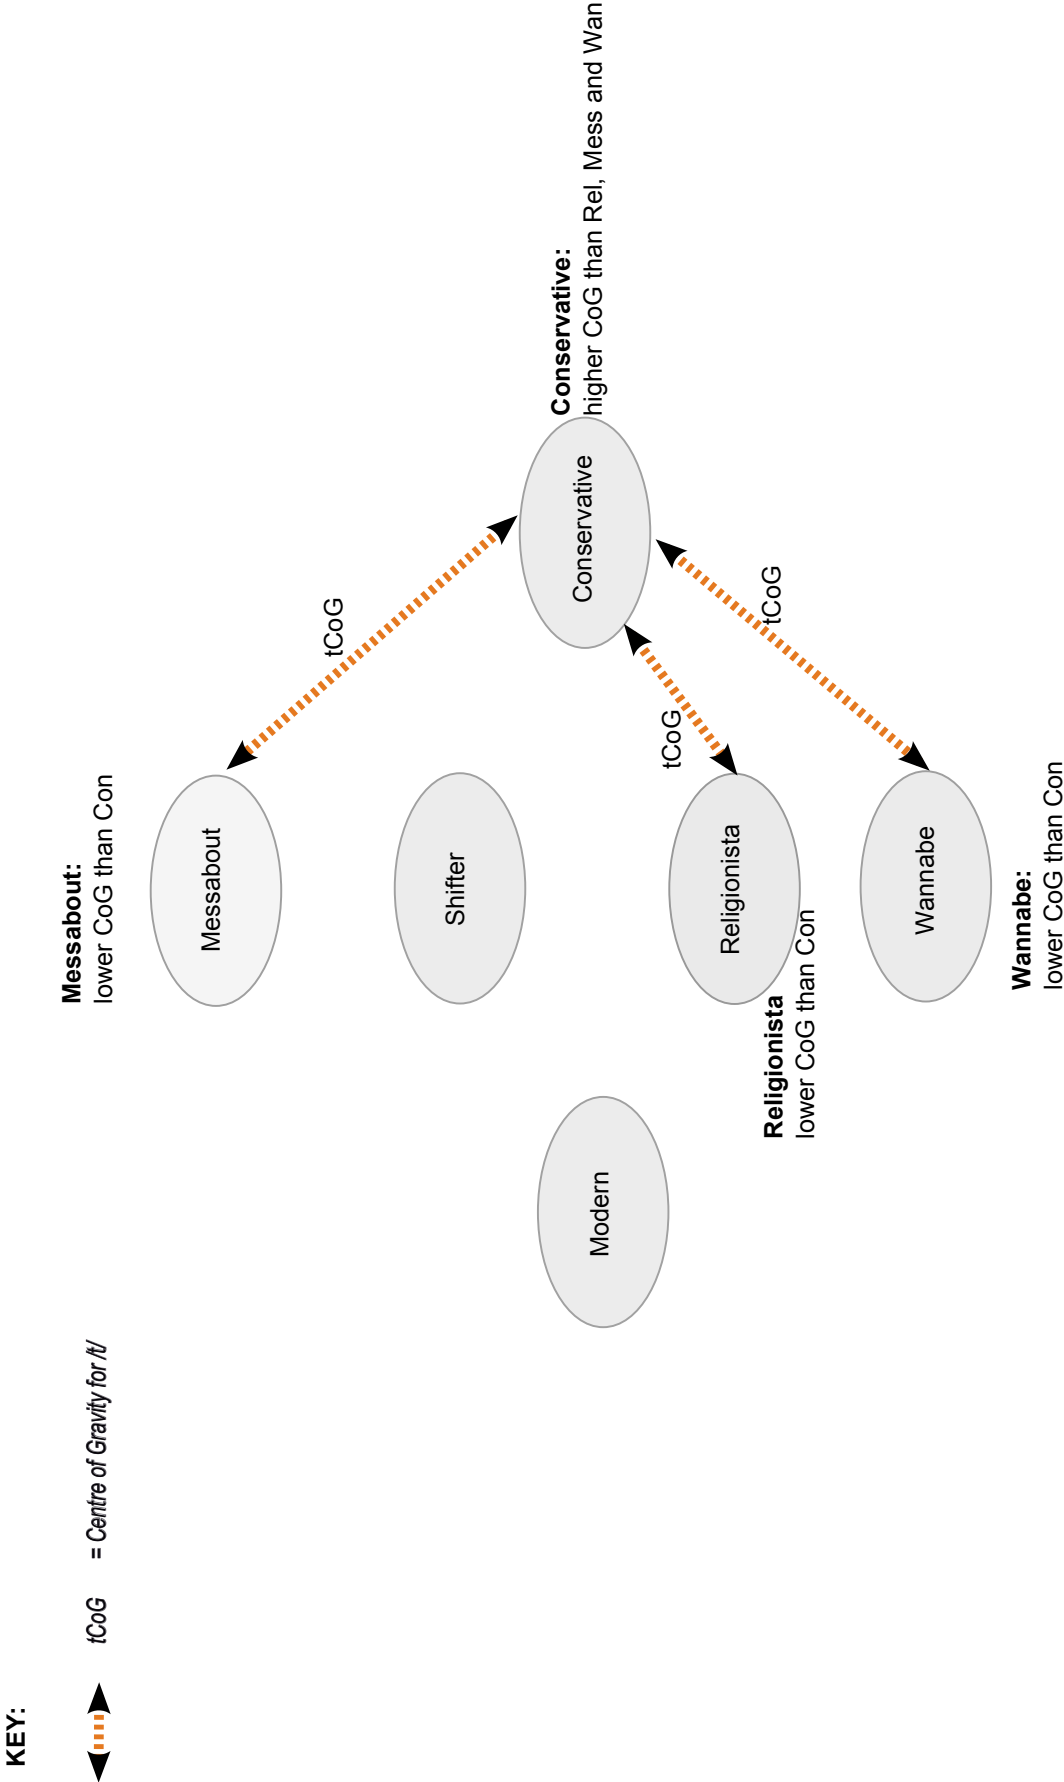 KEY:
tCoG = Centre of Gravity for /t/
Messabout:
lower CoG than Con
Messabout
tCoG
Shifter
Conservative:
higher CoG than Rel, Mess and Wan
Conservative
Modern
tCoG
Religionista
tCoG
Religionista
lower CoG than Con
Wannabe
Wannabe:
lower CoG than Con